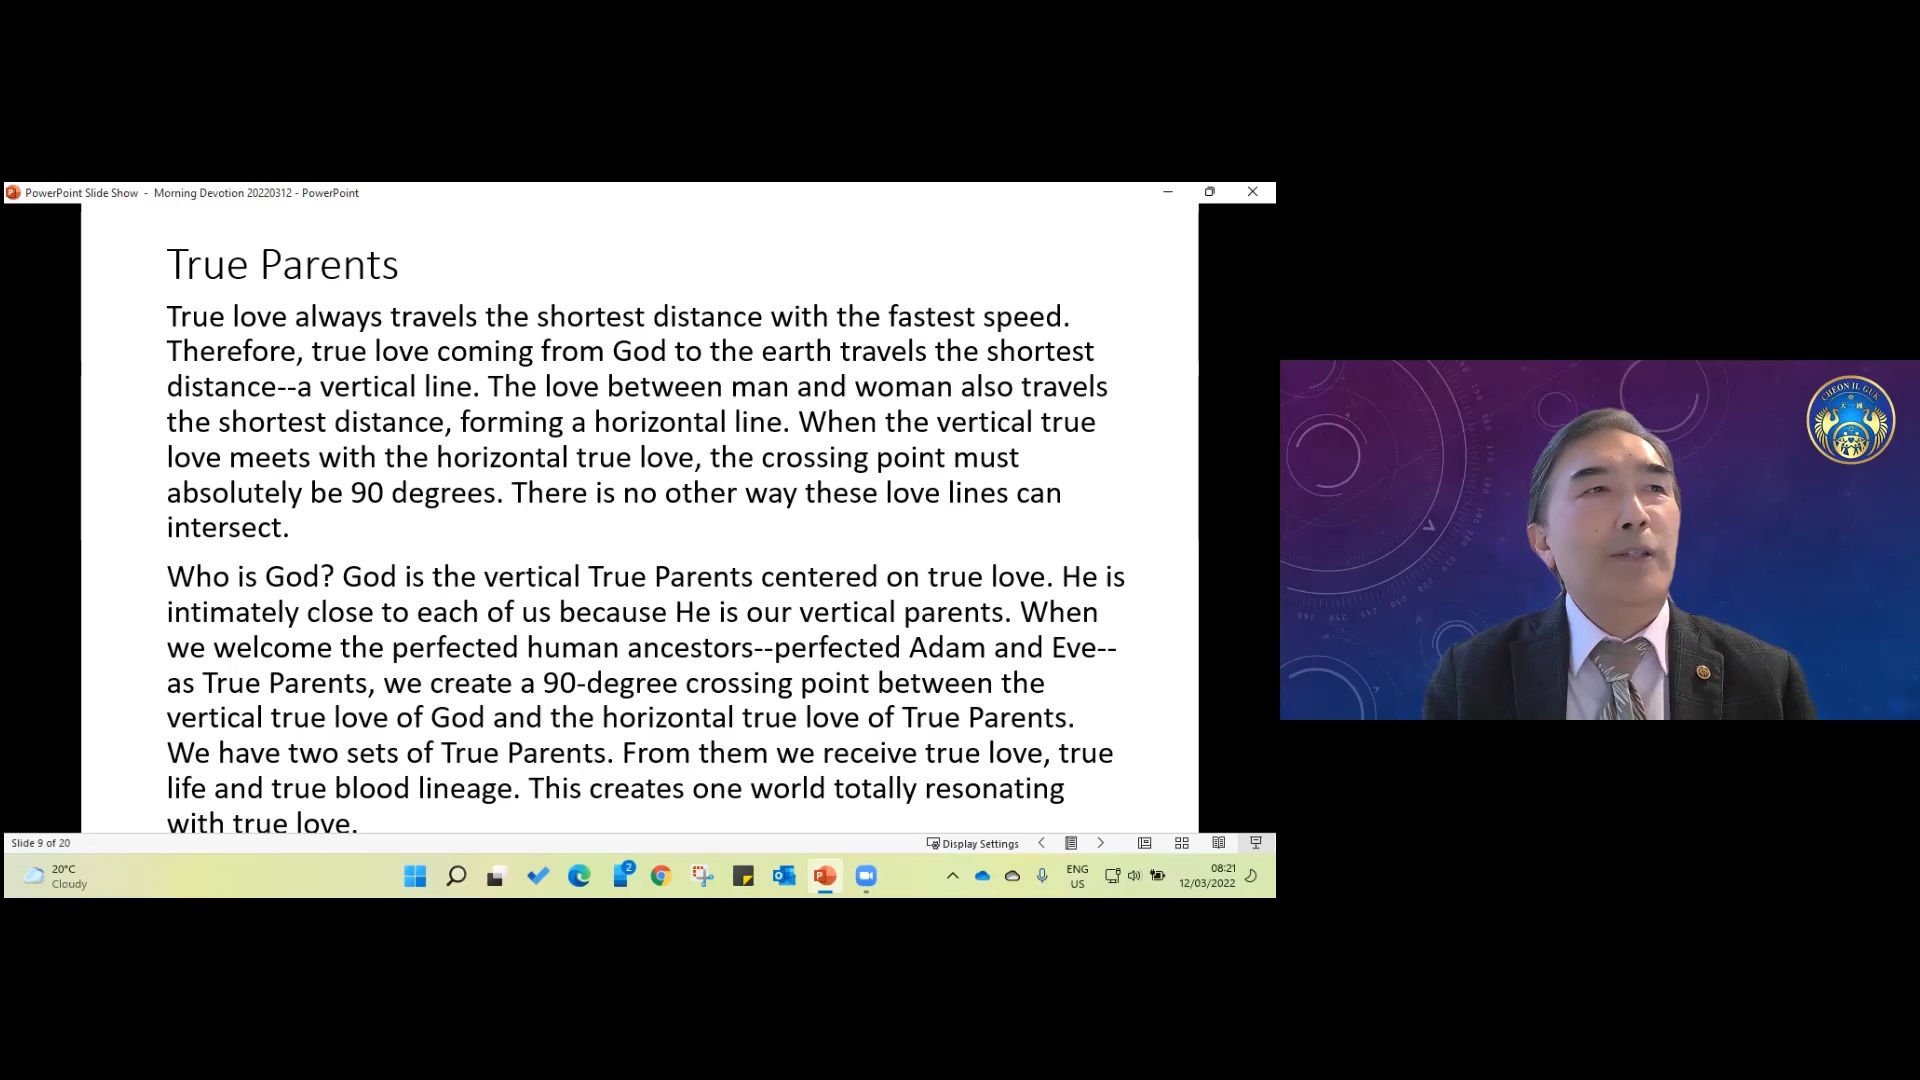 PowerPoint Slide Show - Morning Devotion 20220312 - PowerPoint
True Parents
True love always travels the shortest distance with the fastest speed.
Therefore, true love coming from God to the earth travels the shortest
distance--a vertical line. The love between man and woman also travels
the shortest distance, forming a horizontal line. When the vertical true
love meets with the horizontal true love, the crossing point must
absolutely be 90 degrees. There is no other way these love lines can
intersect.
Who is God? God is the vertical True Parents centered on true love. He is
intimately close to each of us because He is our vertical parents. When
we welcome the perfected human ancestors--perfected Adam and Eve--
as True Parents, we create a 90-degree crossing point between the
vertical true love of God and the horizontal true love of True Parents.
We have two sets of True Parents. From them we receive true love, true
life and true blood lineage. This creates one world totally resonating
with true love.
CHEON IL GUK
Slide 9 of 20
Display Settings
20°C
Cloudy
2
ENG
US
08:21
12/03/2022